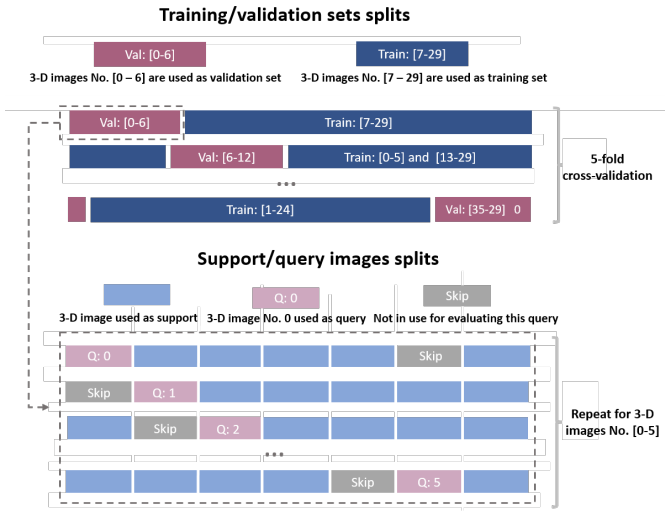 Training/validation sets splits
Val: [0-6]
Train: [7-29]
3-D images No. [0 – 6] are used as validation set
3-D images No. [7 – 29] are used as training set
Val: [0-6]
Train: [7-29]
Val: [6-12]
Train: [0-5] and [13-29]
...
Train: [1-24]
Val: [35-29] 0
5-fold
cross-validation
Support/query images splits
Q: 0
Skip
3-D image used as support
3-D image No. 0 used as query
Not in use for evaluating this query
Q: 0
Skip
Skip
Q: 1
Skip
Q: 2
...
Skip
Q: 5
Repeat for 3-D
images No. [0-5]